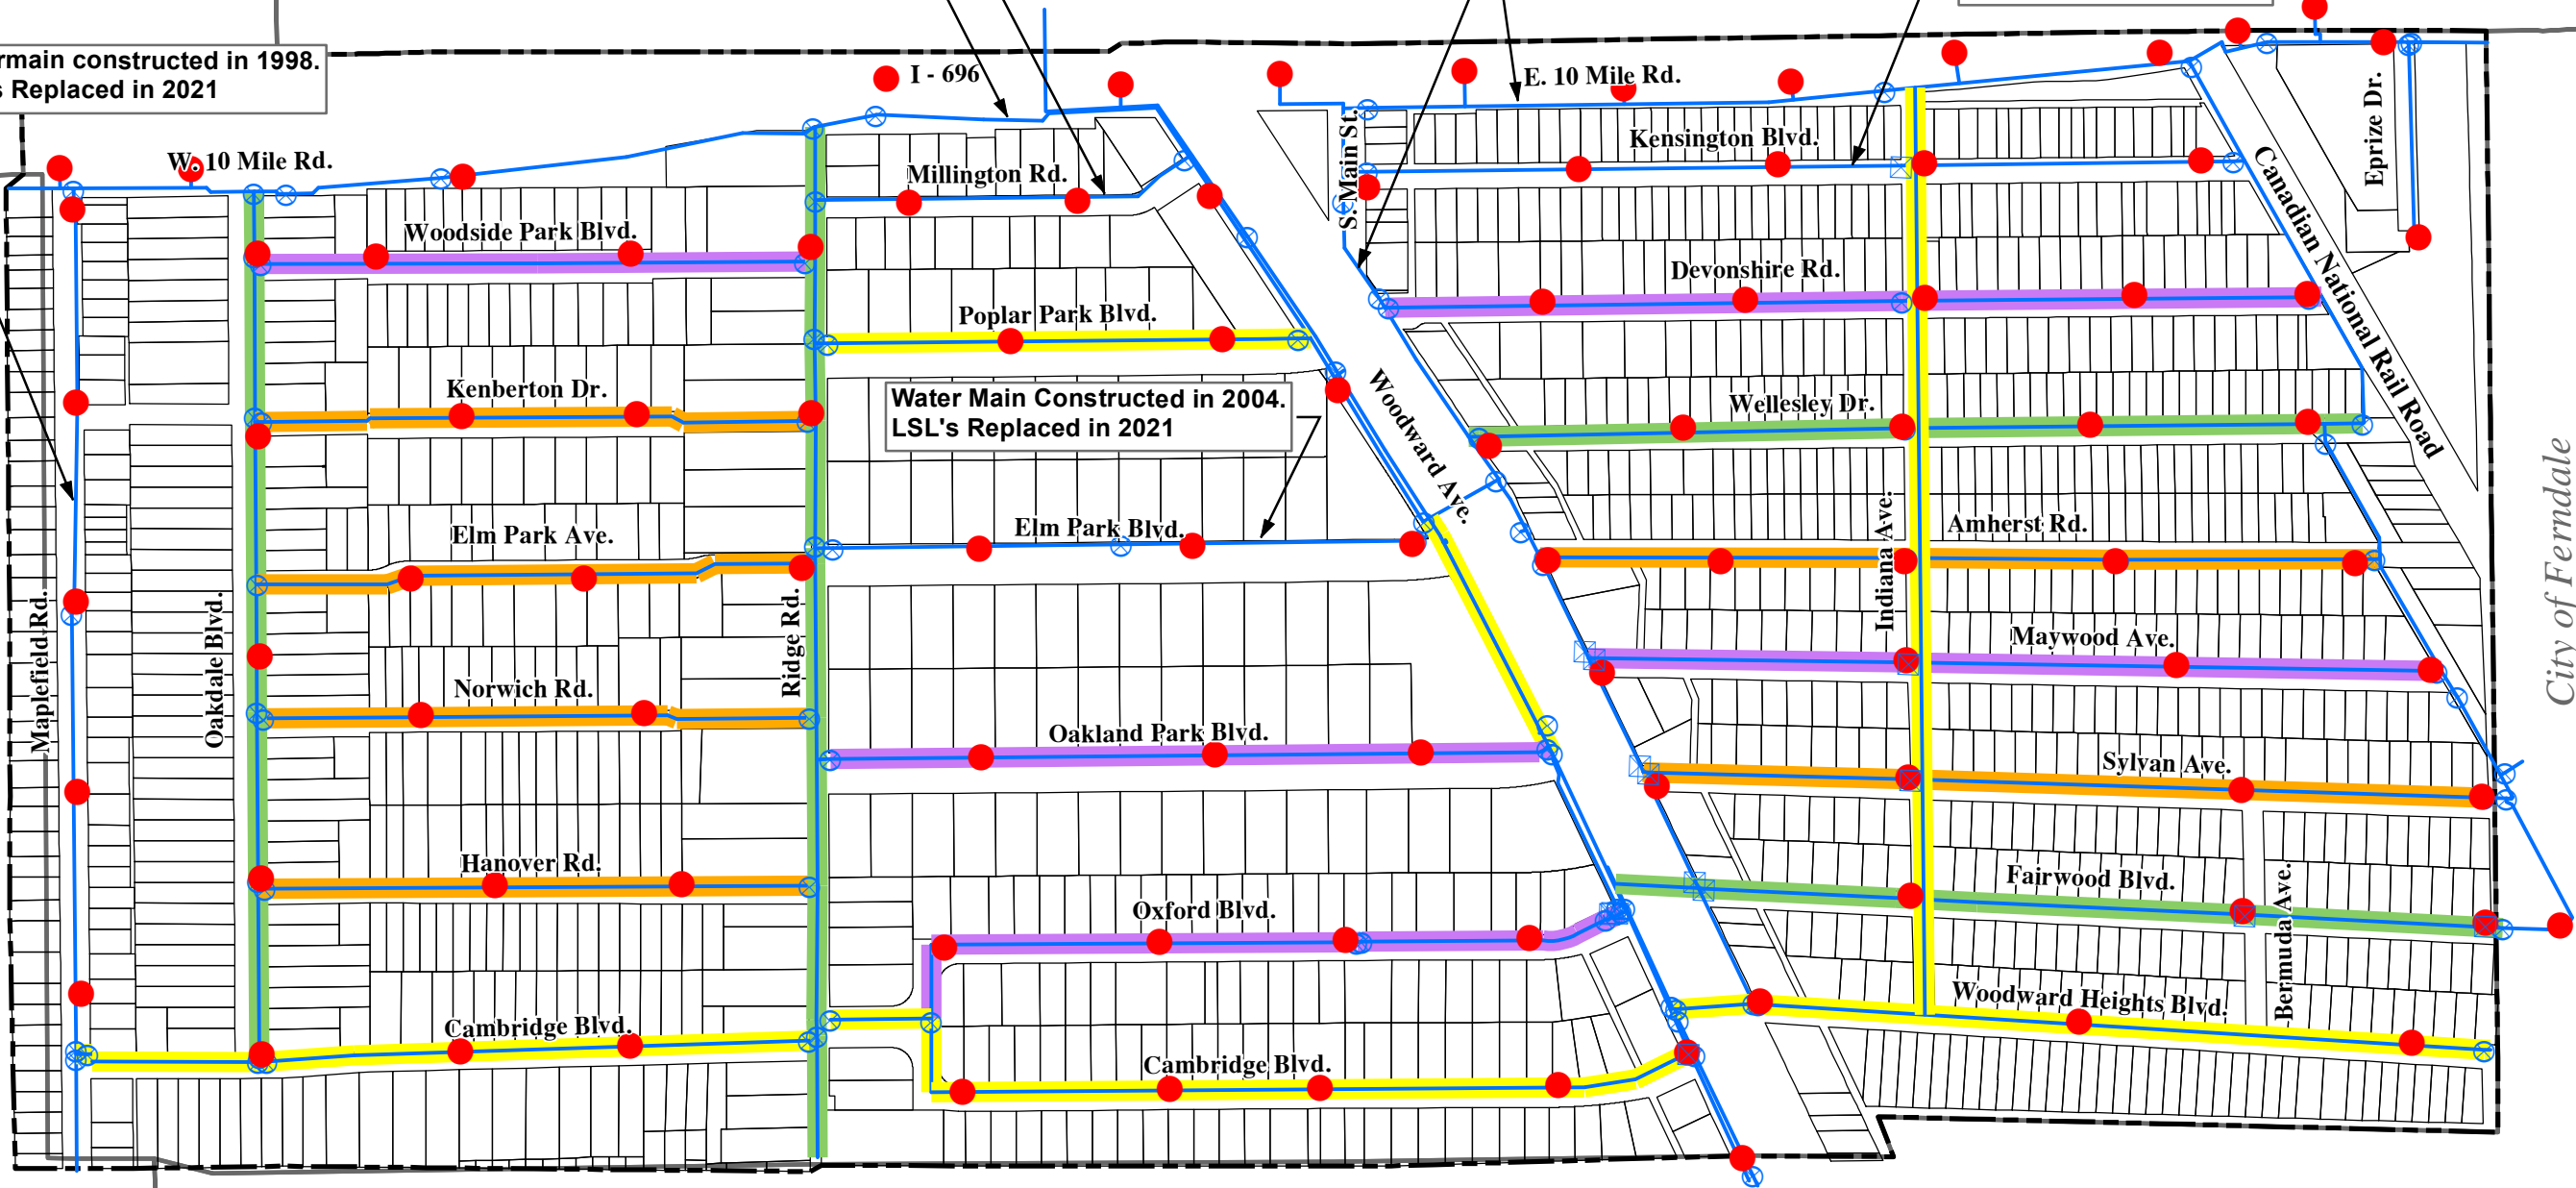 rmain constructed in 1998.
s Replaced in 2021
I - 696
E. 10 Mile Rd.
W. 10 Mile Rd.
Millington Rd.
Kensington Blvd.
S. Main St.
Eprize Dr.
Canadian National Rail Road
Woodside Park Blvd.
Devonshire Rd.
Poplar Park Blvd.
Kenberton Dr.
Water Main Constructed in 2004.
LSL's Replaced in 2021
Woodward Ave.
Wellesley Dr.
City of Ferndale
Elm Park Ave.
Elm Park Blvd.
Indiana Ave.
Amherst Rd.
Maplefield Rd.
Oakdale Blvd.
Ridge Rd.
Maywood Ave.
Norwich Rd.
Oakland Park Blvd.
Sylvan Ave.
Hanover Rd.
Fairwood Blvd.
Oxford Blvd.
Bermuda Ave.
Woodward Heights Blvd.
Cambridge Blvd.
Cambridge Blvd.